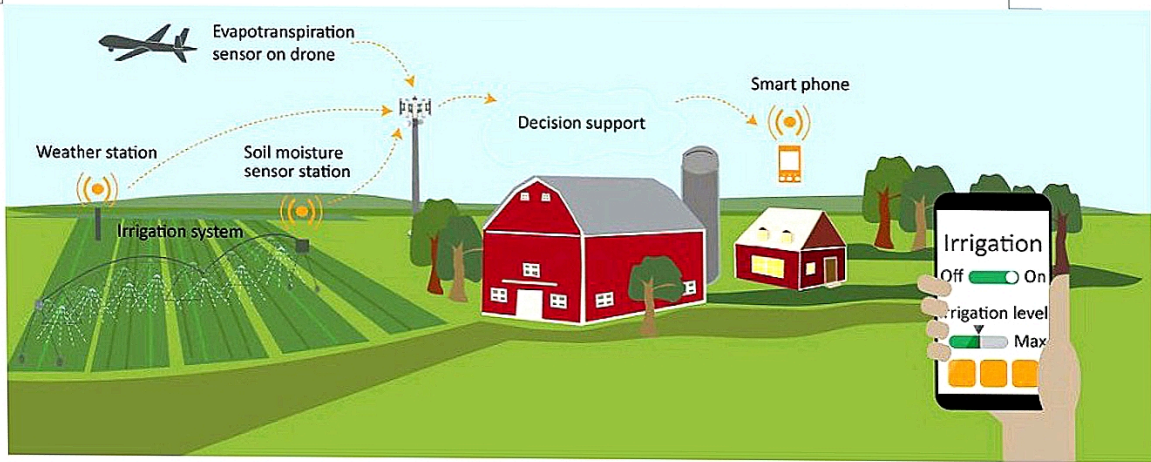 Evapotranspiration
sensor on drone
Smart phone
Decision support
Weather station
Soil moisture
sensor station
Irrigation system
Irrigation
Off On
rrigation level
Max